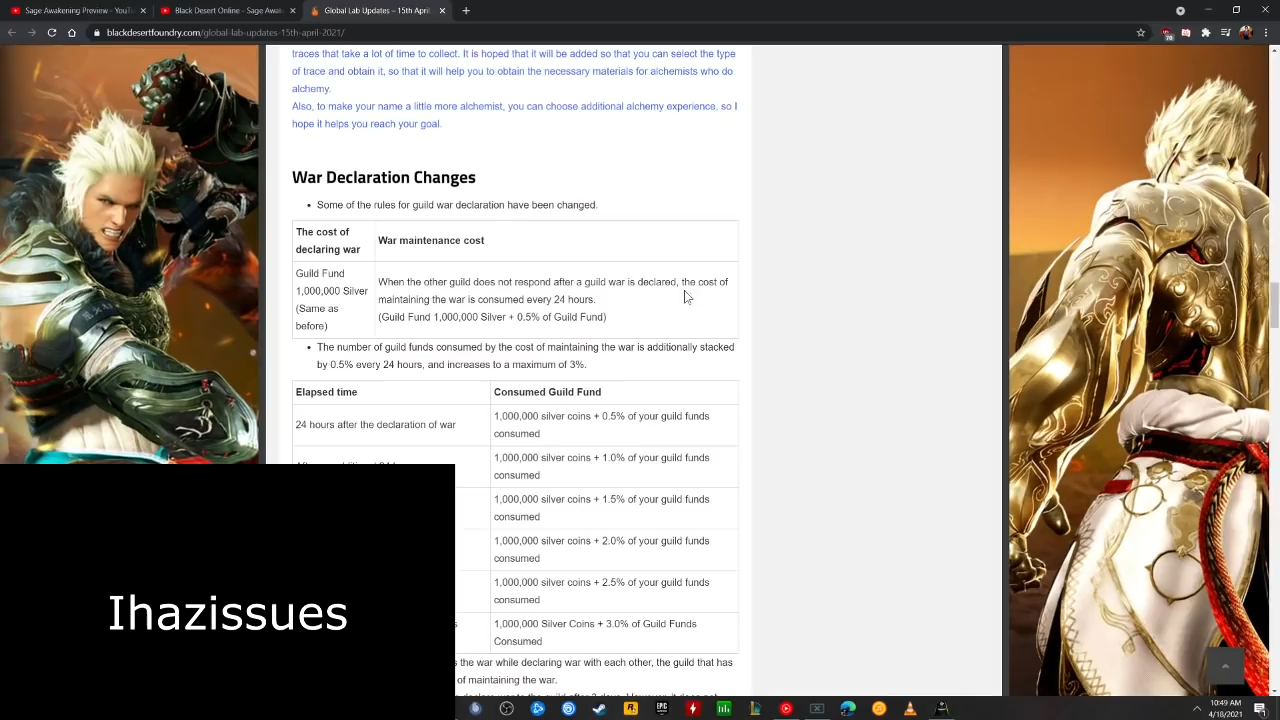 Sage Awakening Preview - YouTu
Black Desert Online - Sage Awake
Global Lab Updates – 15th April
blackdesertfoundry.com/global-lab-updates-15th-april-2021/
traces that take a lot of time to collect. It is hoped that it will be added so that you can select the type
of trace and obtain it, so that it will help you to obtain the necessary materials for alchemists who do
alchemy.
Also, to make your name a little more alchemist, you can choose additional alchemy experience, so I
hope it helps you reach your goal.
War Declaration Changes
• Some of the rules for guild war declaration have been changed.
The cost of
declaring war
War maintenance cost
Guild Fund
1,000,000 Silver
(Same as
before)
When the other guild does not respond after a guild war is declared, the cost of
maintaining the war is consumed every 24 hours.
(Guild Fund 1,000,000 Silver + 0.5% of Guild Fund)
• The number of guild funds consumed by the cost of maintaining the war is additionally stacked
by 0.5% every 24 hours, and increases to a maximum of 3%.
Elapsed time
Consumed Guild Fund
24 hours after the declaration of war
1,000,000 silver coins + 0.5% of your guild funds
consumed
1,000,000 silver coins + 1.0% of your guild funds
consumed
1,000,000 silver coins + 1.5% of your guild funds
consumed
1,000,000 silver coins + 2.0% of your guild funds
consumed
1,000,000 silver coins + 2.5% of your guild funds
consumed
1,000,000 Silver Coins + 3.0% of Guild Funds
Consumed
s the war while declaring war with each other, the guild that has
of maintaining the war.
Ihazissues
10:49 AM
4/18/2021